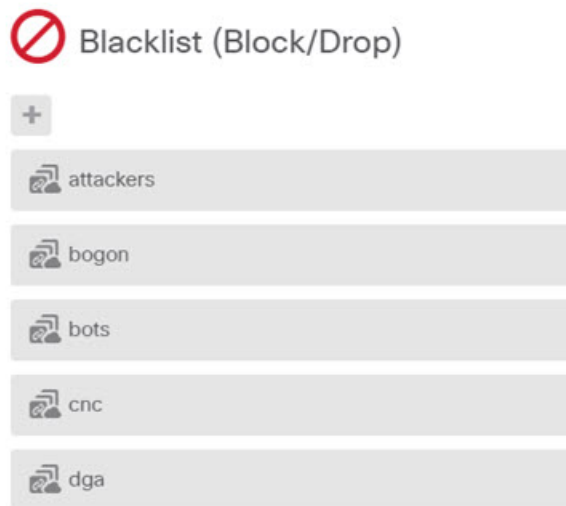 Blacklist (Block/Drop)
attackers
bogon
bots
cnc
dga